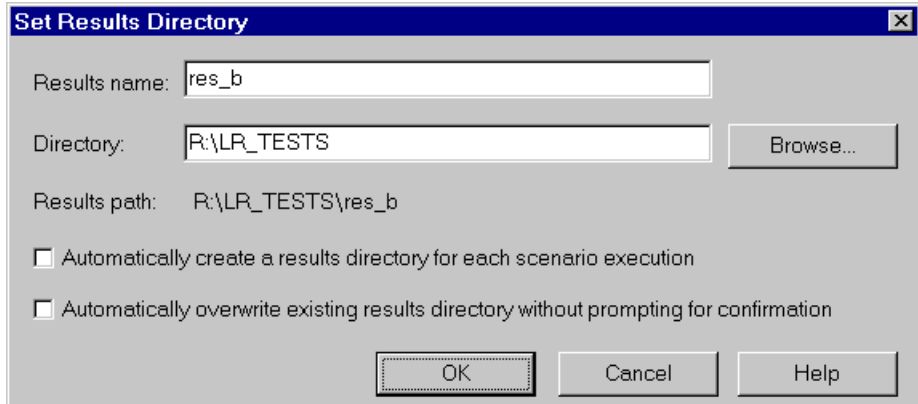 Set Results Directory
Results name: res_b
Directory: R:\LR_TESTS Browse...
Results path: R:\LR_TESTS\res_b
Automatically create a results directory for each scenario execution
Automatically overwrite existing results directory without prompting for confirmation
OK Cancel Help